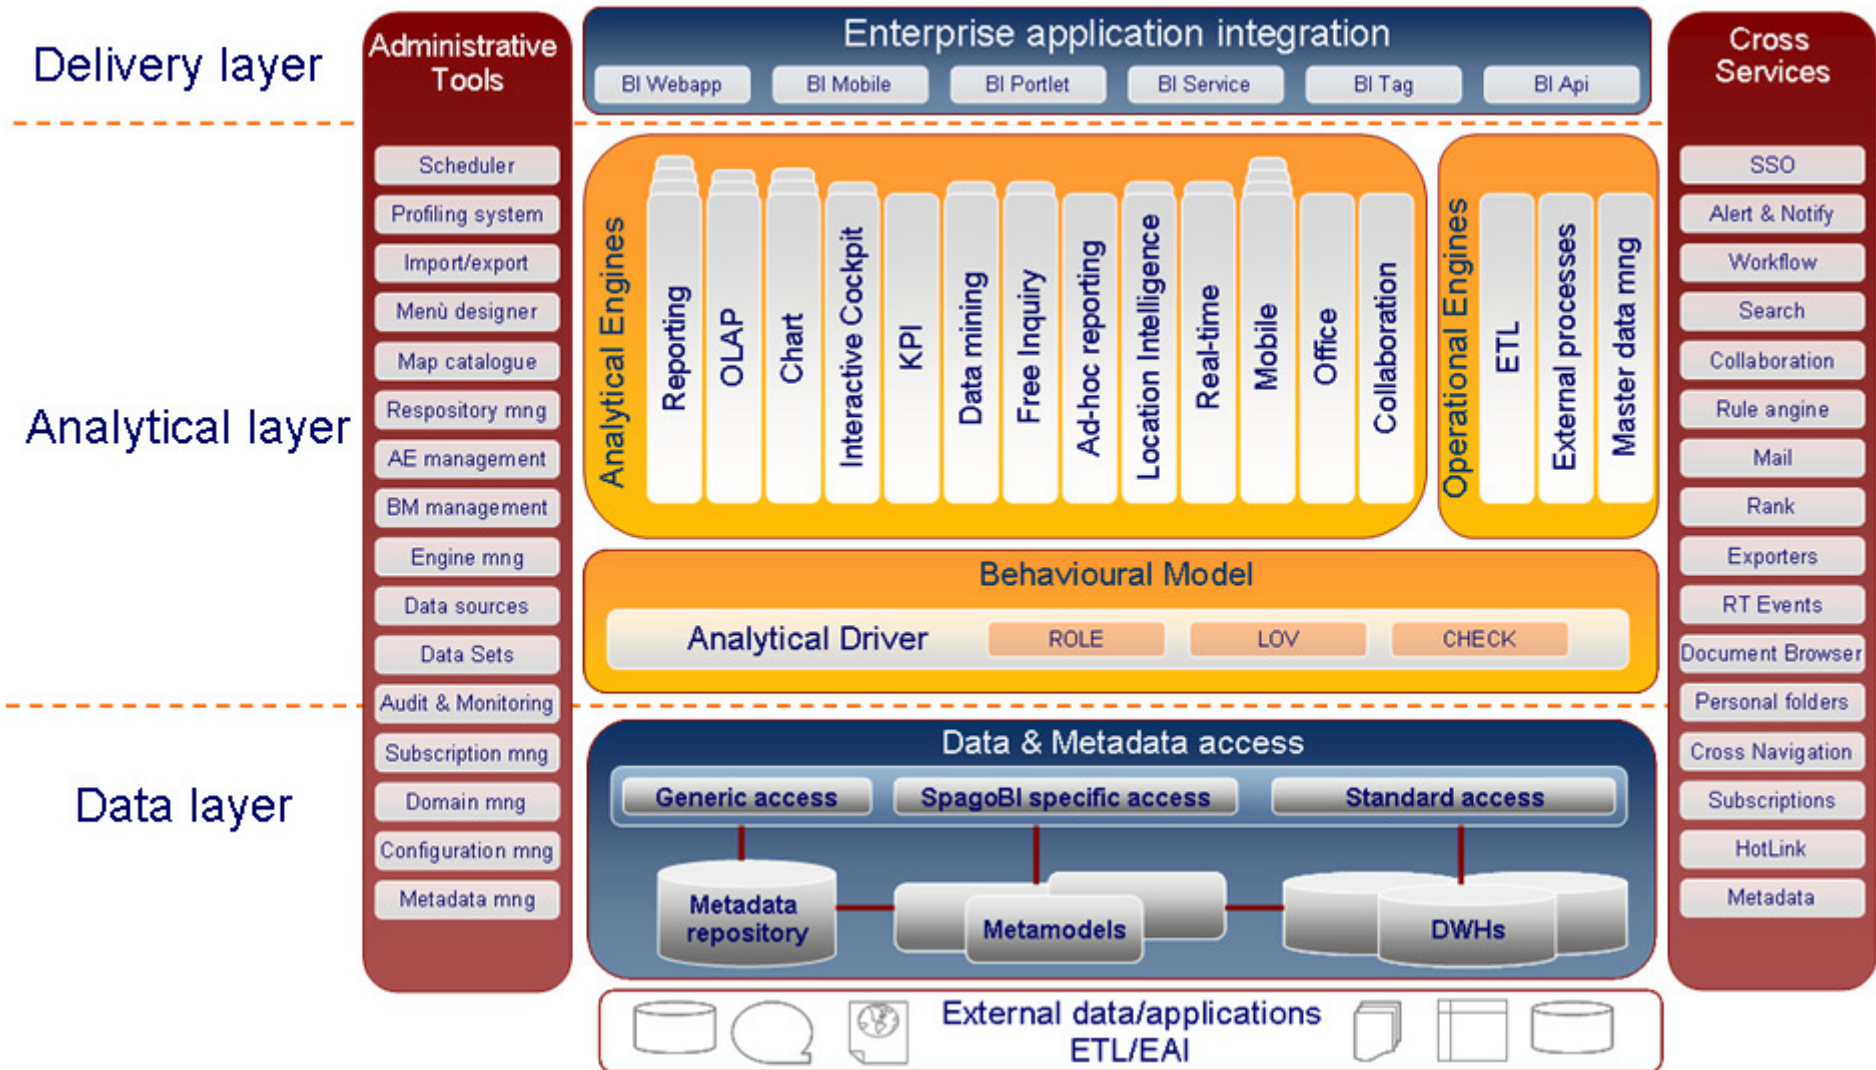 Delivery layer
Analytical layer
Data layer
Administrative
Tools
Scheduler
Profiling system
Import/export
Menù designer
Map catalogue
Respository mng
AE management
BM management
Engine mng
Data sources
Data Sets
Audit & Monitoring
Subscription mng
Domain mng
Configuration mng
Metadata mng
Enterprise application integration
BI Webapp
BI Mobile
BI Portlet
BI Service
BI Tag
BI Api
Analytical Engines
Reporting
OLAP
Chart
Interactive Cockpit
KPI
Data mining
Free Inquiry
Ad-hoc reporting
Location Intelligence
Real-time
Mobile
Office
Collaboration
Operational Engines
ETL
External processes
Master data mng
Behavioural Model
Analytical Driver
ROLE
LOV
CHECK
Data & Metadata access
Generic access
SpagoBI specific access
Standard access
Metadata
repository
Metamodels
DWHs
External data/applications
ETL/EAI
Cross
Services
SSO
Alert & Notify
Workflow
Search
Collaboration
Rule angine
Mail
Rank
Exporters
RT Events
Document Browser
Personal folders
Cross Navigation
Subscriptions
HotLink
Metadata